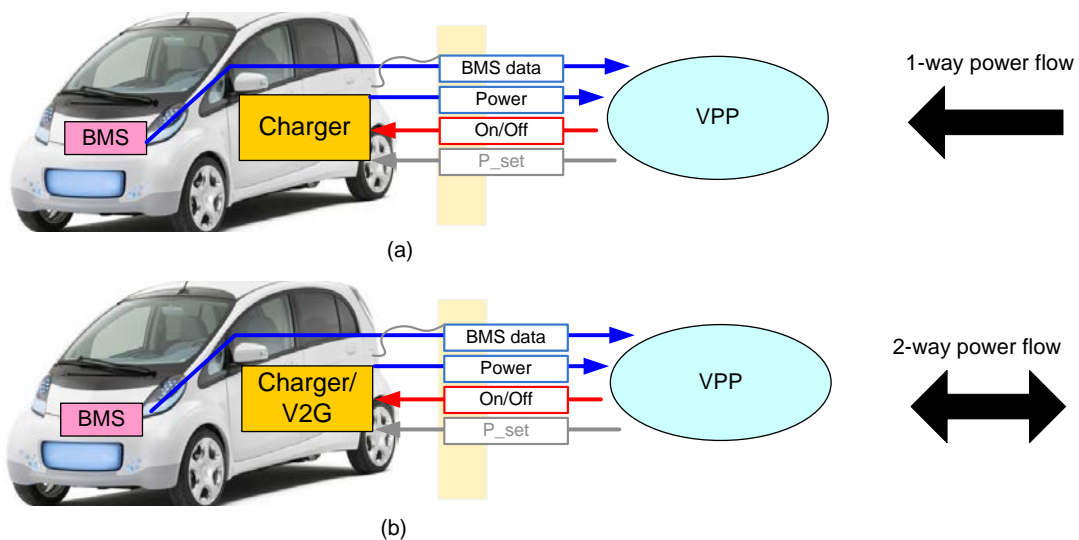 BMS data
1-way power flow
Power
Charger
On/Off
VPP
BMS
P_set
(a)
BMS data
2-way power flow
Power
Charger/
V2G
VPP
On/Off
BMS
P_set
(b)